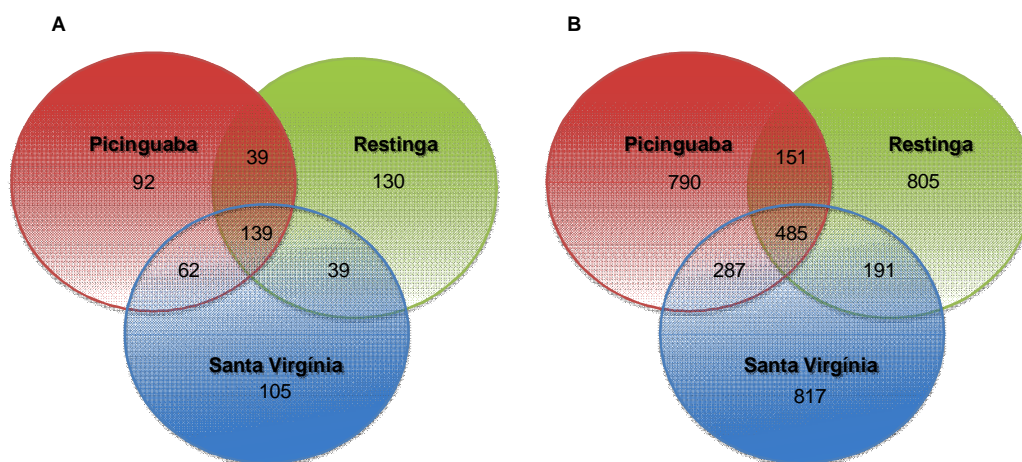 A
Picinguaba
92
39
Restinga
130
139
62
39
Santa Virgínia
105
B
Picinguaba
790
151
Restinga
805
485
287
191
Santa Virgínia
817